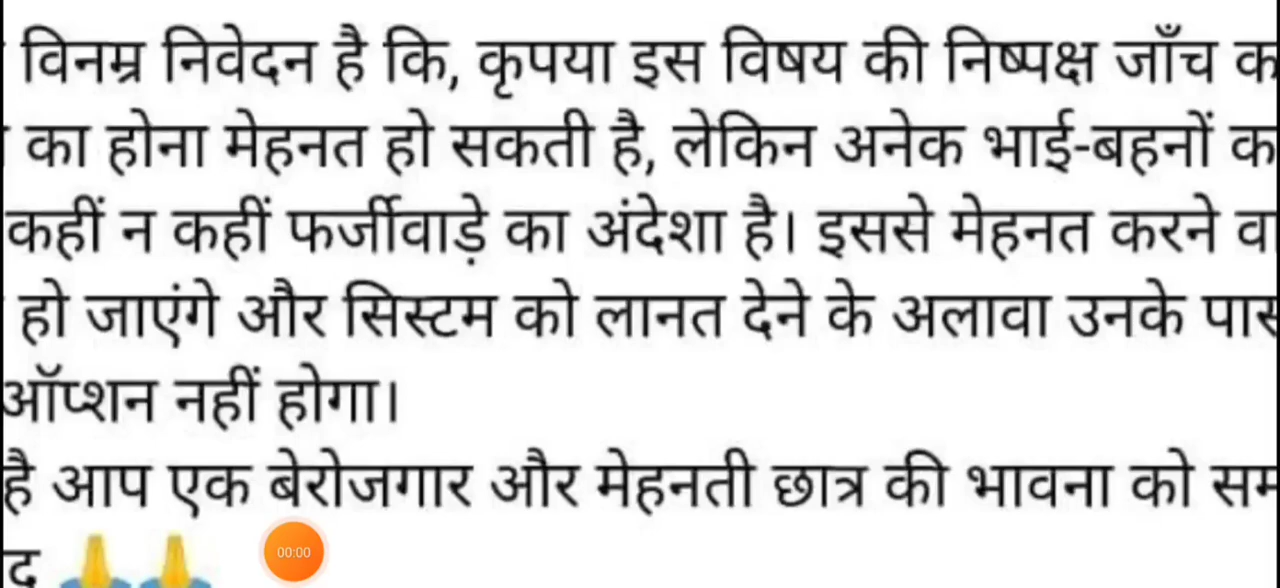 विनम्र निवेदन है कि, कृपया इस विषय की निष्पक्ष जाँच
का होना मेहनत हो सकती है, लेकिन अनेक भाई-बहनों
कहीं न कहीं फर्जीवाड़े का अंदेशा है। इससे मेहनत करने
हो जाएंगे और सिस्टम को लानत देने के अलावा उनके पास
ऑप्शन नहीं होगा।
है आप एक बेरोजगार और मेहनती छात्र की भावना को
00:00